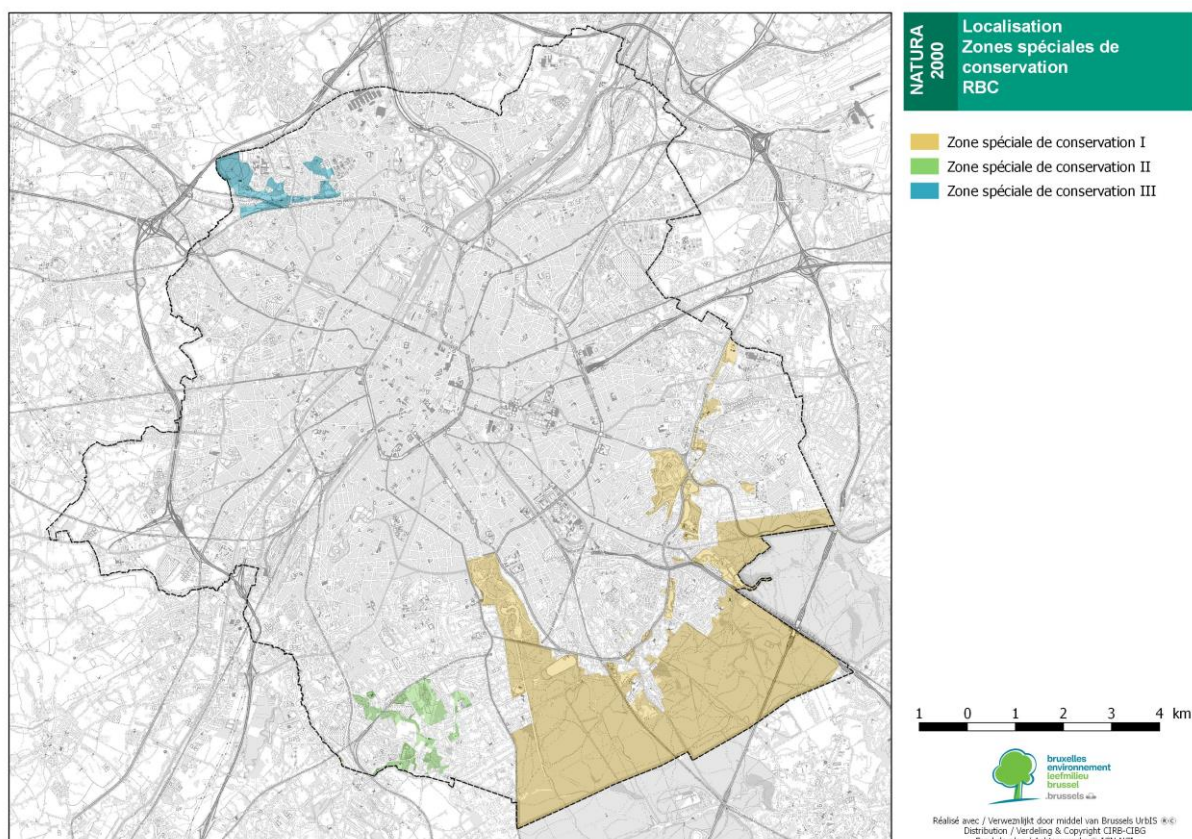 NATURA
2000
Localisation
Zones spéciales de
conservation
RBC
Zone spéciale de conservation I
Zone spéciale de conservation II
Zone spéciale de conservation III
1 0 1 2 3 4 km
bruxelles
environnement
leefmilieu
brussel
.brussels
Réalisé avec / Verwezenlijkt door middel van Brussels UrbIS ®©
Distribution / Verdeling & Copyright CIRB-CIBG